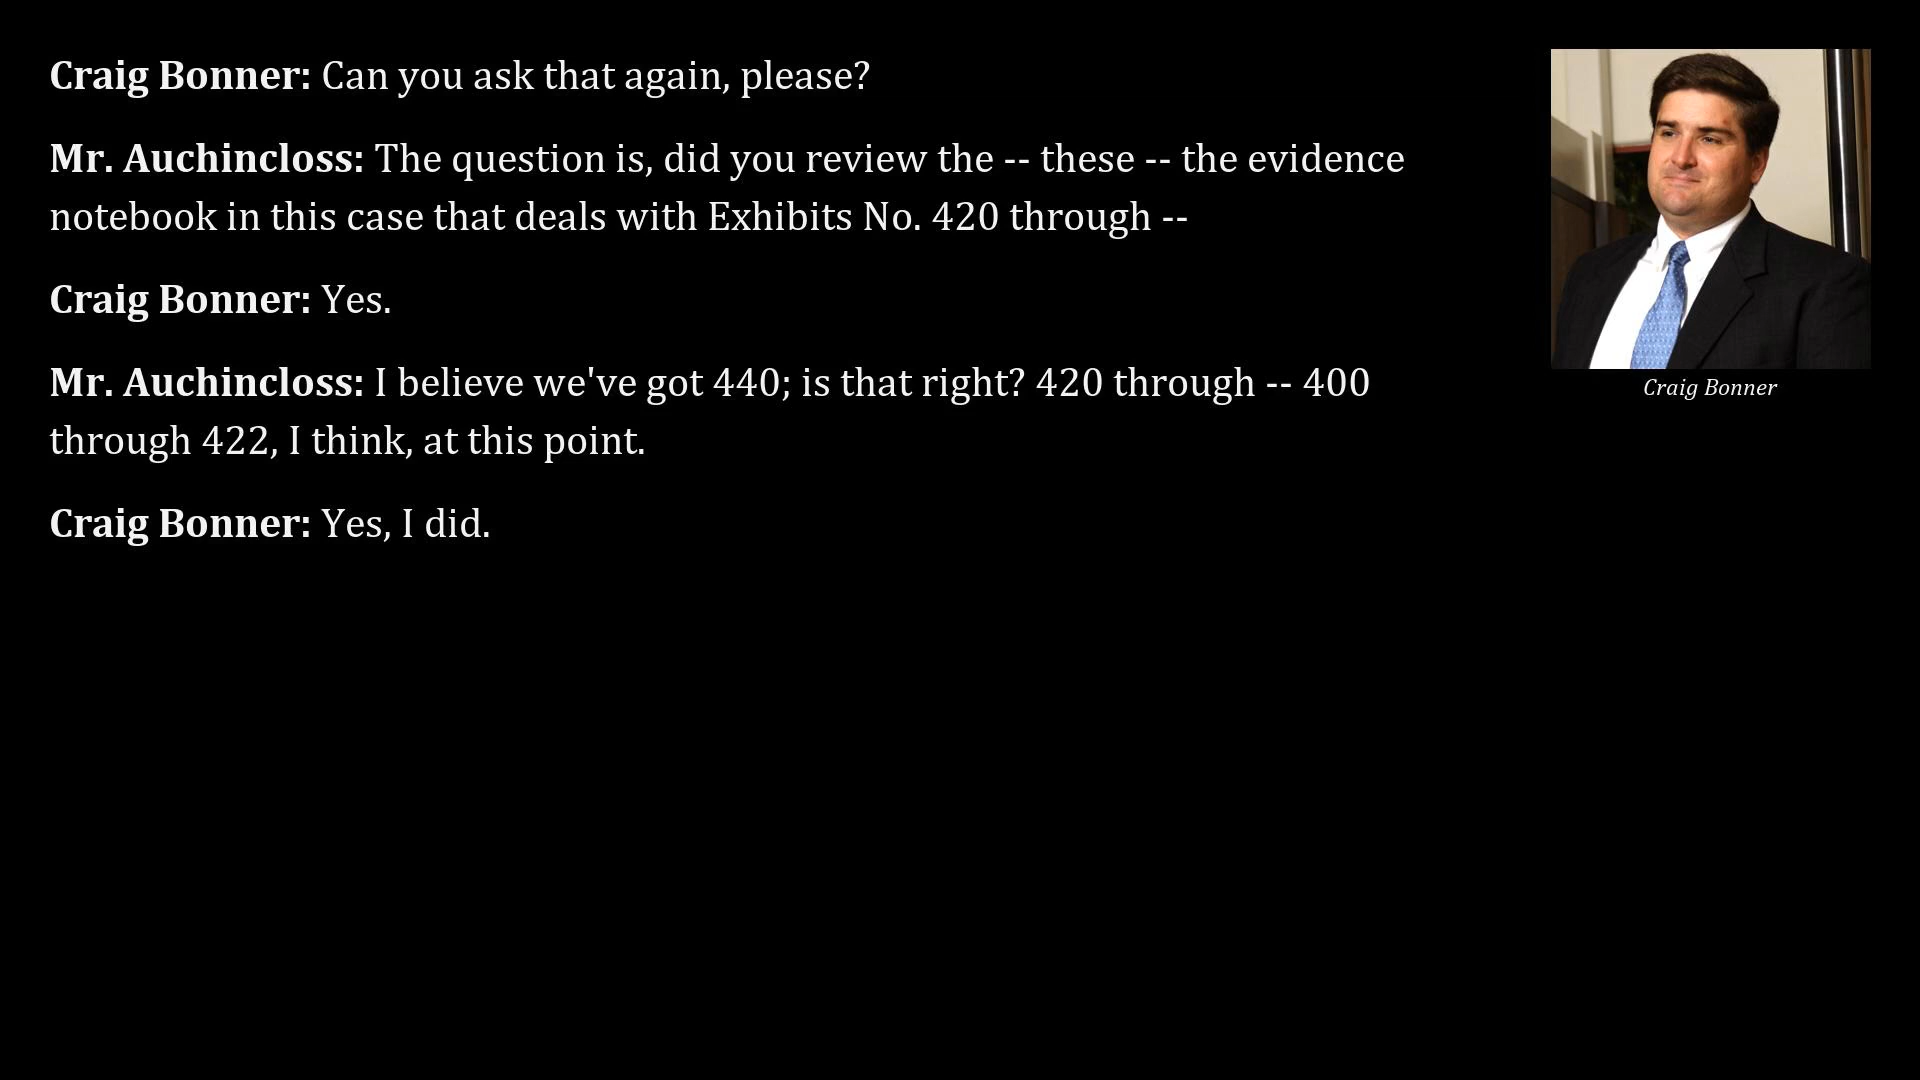 Craig Bonner: Can you ask that again, please?
Mr. Auchincloss: The question is, did you review the -- these -- the evidence
notebook in this case that deals with Exhibits No. 420 through --
Craig Bonner: Yes.
Mr. Auchincloss: I believe we've got 440; is that right? 420 through -- 400
through 422, I think, at this point.
Craig Bonner: Yes, I did.
Craig Bonner